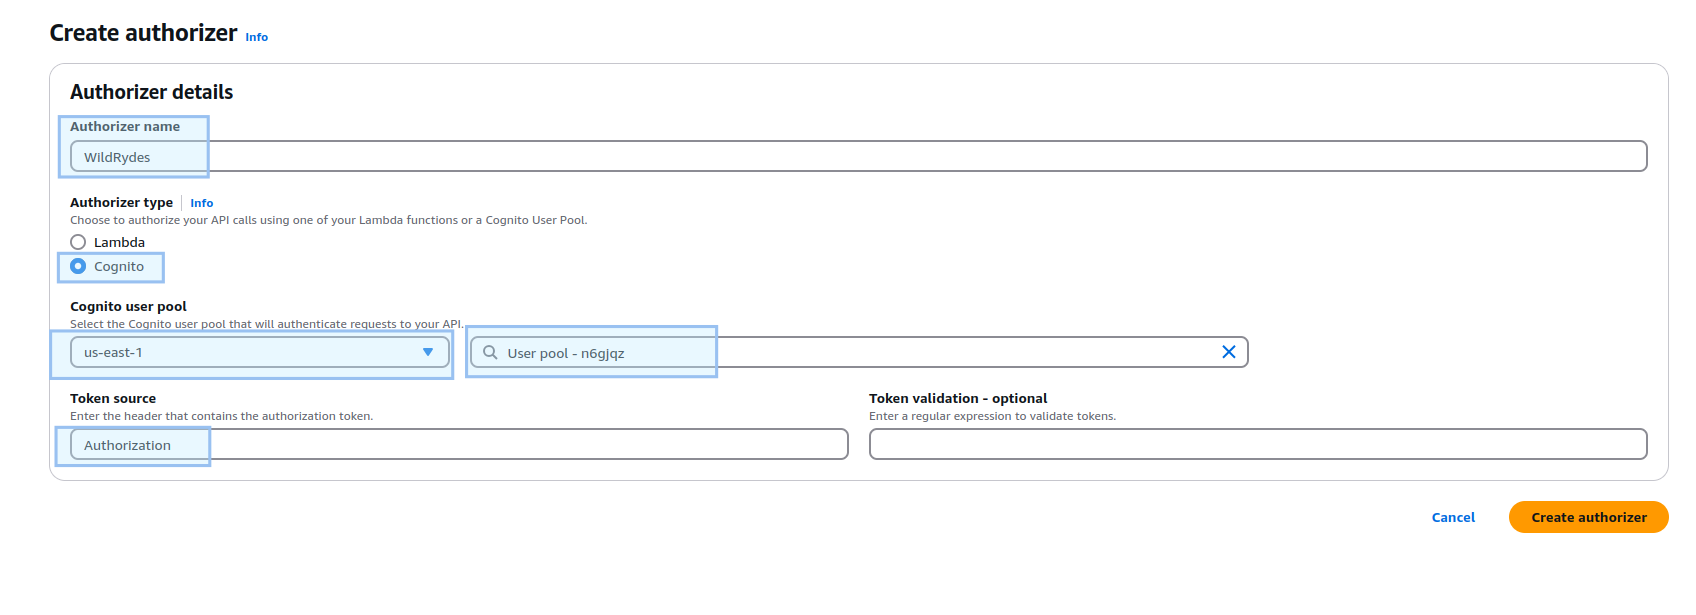 Create authorizer Info
Authorizer details
Authorizer name
WildRydes
Authorizer type Info
Choose to authorize your API calls using one of your Lambda functions or a Cognito User Pool.
Lambda
Cognito
Cognito user pool
Select the Cognito user pool that will authenticate requests to your API.
us-east-1 User pool - n6gjqz
Token source
Enter the header that contains the authorization token.
Authorization
Token validation - optional
Enter a regular expression to validate tokens.
Cancel Create authorizer